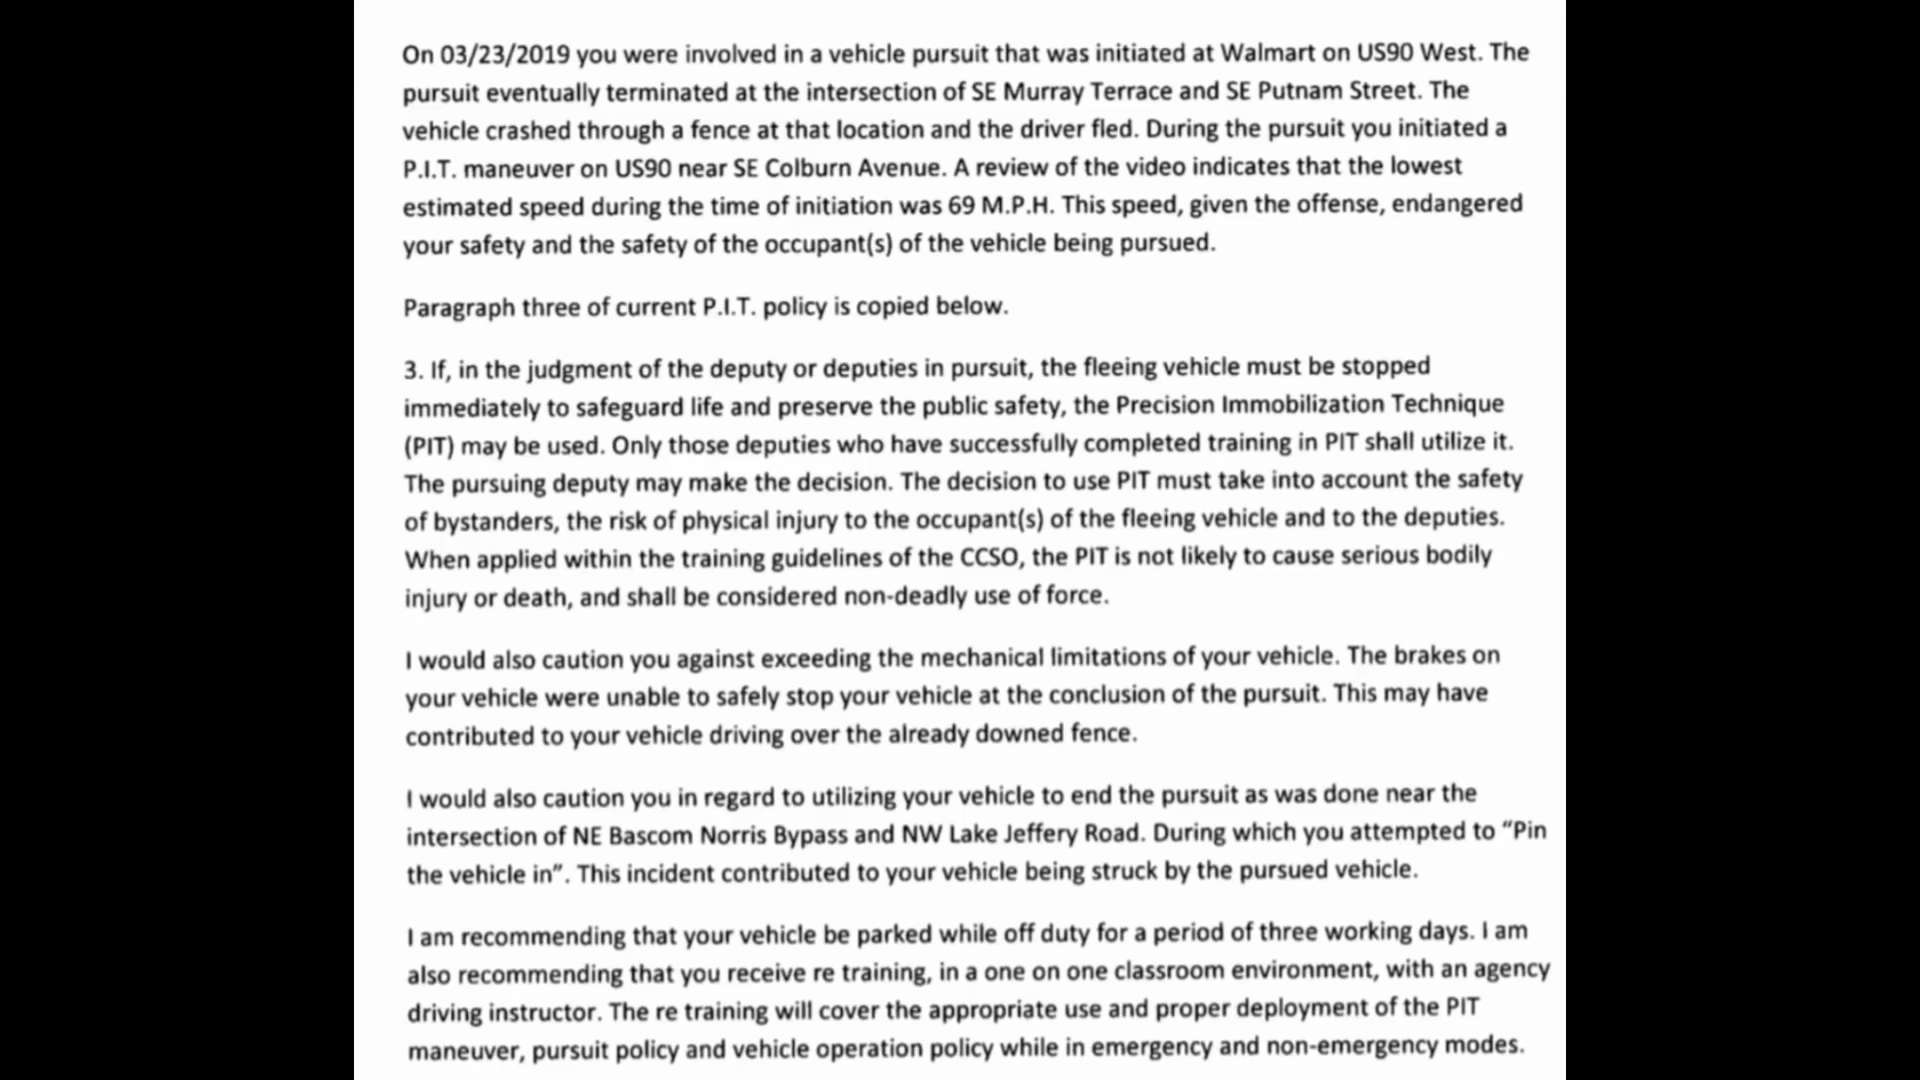 On 03/23/2019 you were involved in a vehicle pursuit that was initiated at Walmart on US90 West. The
pursuit eventually terminated at the intersection of SE Murray Terrace and SE Putnam Street. The
vehicle crashed through a fence at that location and the driver fled. During the pursuit you initiated a
P.I.T. maneuver on US90 near SE Colburn Avenue. A review of the video indicates that the lowest
estimated speed during the time of initiation was 69 M.P.H. This speed, given the offense, endangered
your safety and the safety of the occupant(s) of the vehicle being pursued.
Paragraph three of current P.I.T. policy is copied below.
3. If, in the judgment of the deputy or deputies in pursuit, the fleeing vehicle must be stopped
immediately to safeguard life and preserve the public safety, the Precision Immobilization Technique
(PIT) may be used. Only those deputies who have successfully completed training in PIT shall utilize it.
The pursuing deputy may make the decision. The decision to use PIT must take into account the safety
of bystanders, the risk of physical injury to the occupant(s) of the fleeing vehicle and to the deputies.
When applied within the training guidelines of the CCSO, the PIT is not likely to cause serious bodily
injury or death, and shall be considered non-deadly use of force.
I would also caution you against exceeding the mechanical limitations of your vehicle. The brakes on
your vehicle were unable to safely stop your vehicle at the conclusion of the pursuit. This may have
contributed to your vehicle driving over the already downed fence.
I would also caution you in regard to utilizing your vehicle to end the pursuit as was done near the
intersection of NE Bascom Norris Bypass and NW Lake Jeffery Road. During which you attempted to “Pin
the vehicle in”. This incident contributed to your vehicle being struck by the pursued vehicle.
I am recommending that your vehicle be parked while off duty for a period of three working days. I am
also recommending that you receive re training, in a one on one classroom environment, with an agency
driving instructor. The re training will cover the appropriate use and proper deployment of the PIT
maneuver, pursuit policy and vehicle operation policy while in emergency and non-emergency modes.